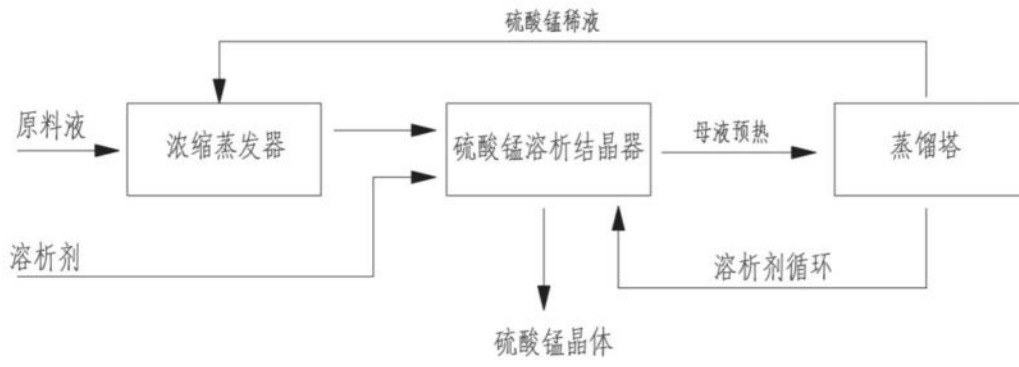 硫酸锰稀液
原料液
浓缩蒸发器
硫酸锰溶析结晶器
母液预热
蒸馏塔
溶析剂
溶析剂循环
硫酸锰晶体